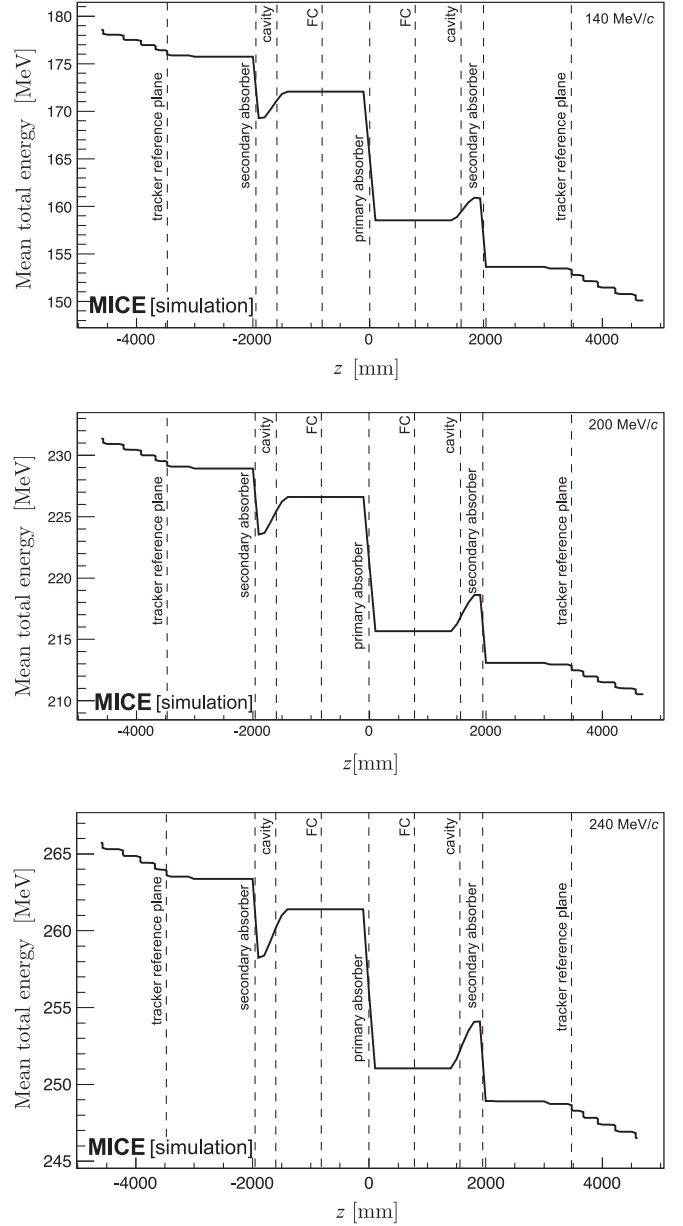 140 MeV/c
Mean total energy [MeV]
180
175
170
165
160
155
150
tracker reference plane
secondary absorber
cavity
FC
primary absorber
FC
cavity
secondary absorber
tracker reference plane
MICE [simulation]
-4000 -2000 0 2000 4000
z [mm]
200 MeV/c
Mean total energy [MeV]
230
225
220
215
210
tracker reference plane
secondary absorber
cavity
FC
primary absorber
FC
cavity
secondary absorber
tracker reference plane
MICE [simulation]
-4000 -2000 0 2000 4000
z[mm]
240 MeV/c
Mean total energy [MeV]
265
260
255
250
245
tracker reference plane
secondary absorber
cavity
FC
primary absorber
FC
cavity
secondary absorber
tracker reference plane
MICE [simulation]
-4000 -2000 0 2000 4000
z [mm]